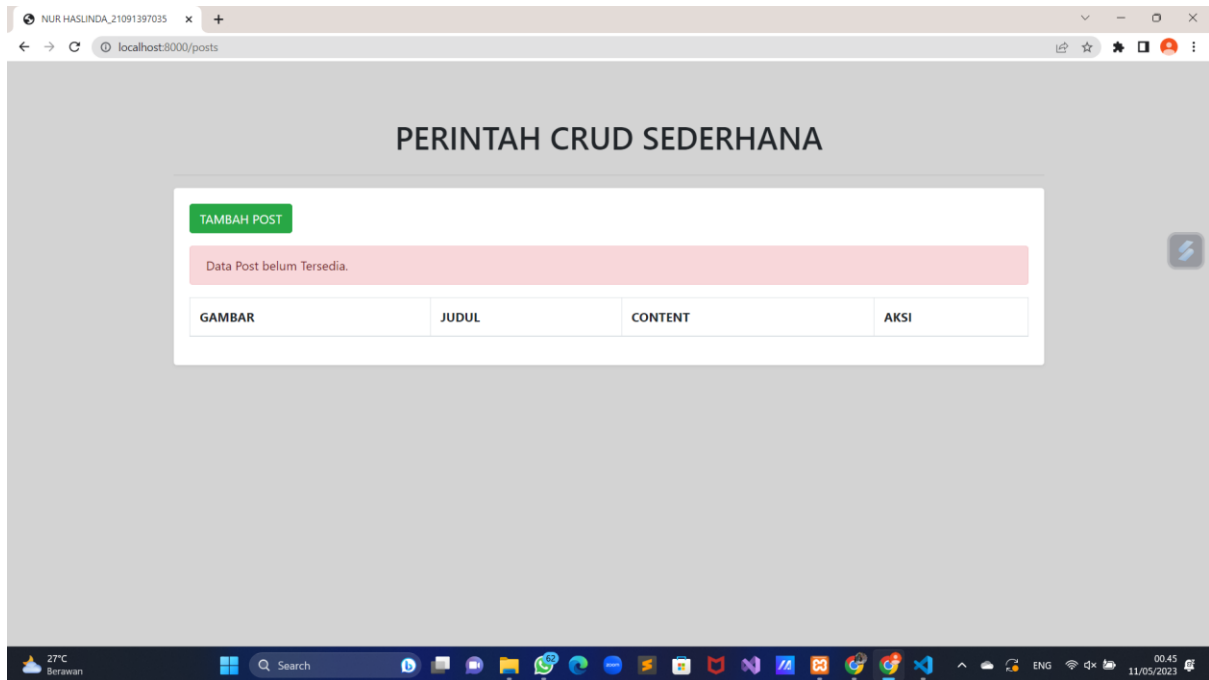 NUR HASLINDA_21091397035
localhost:8000/posts
PERINTAH CRUD SEDERHANA
TAMBAH POST
Data Post belum Tersedia.
GAMBAR JUDUL CONTENT AKSI
27°C
Berawan
Search
62
ENG
00.45
11/05/2023